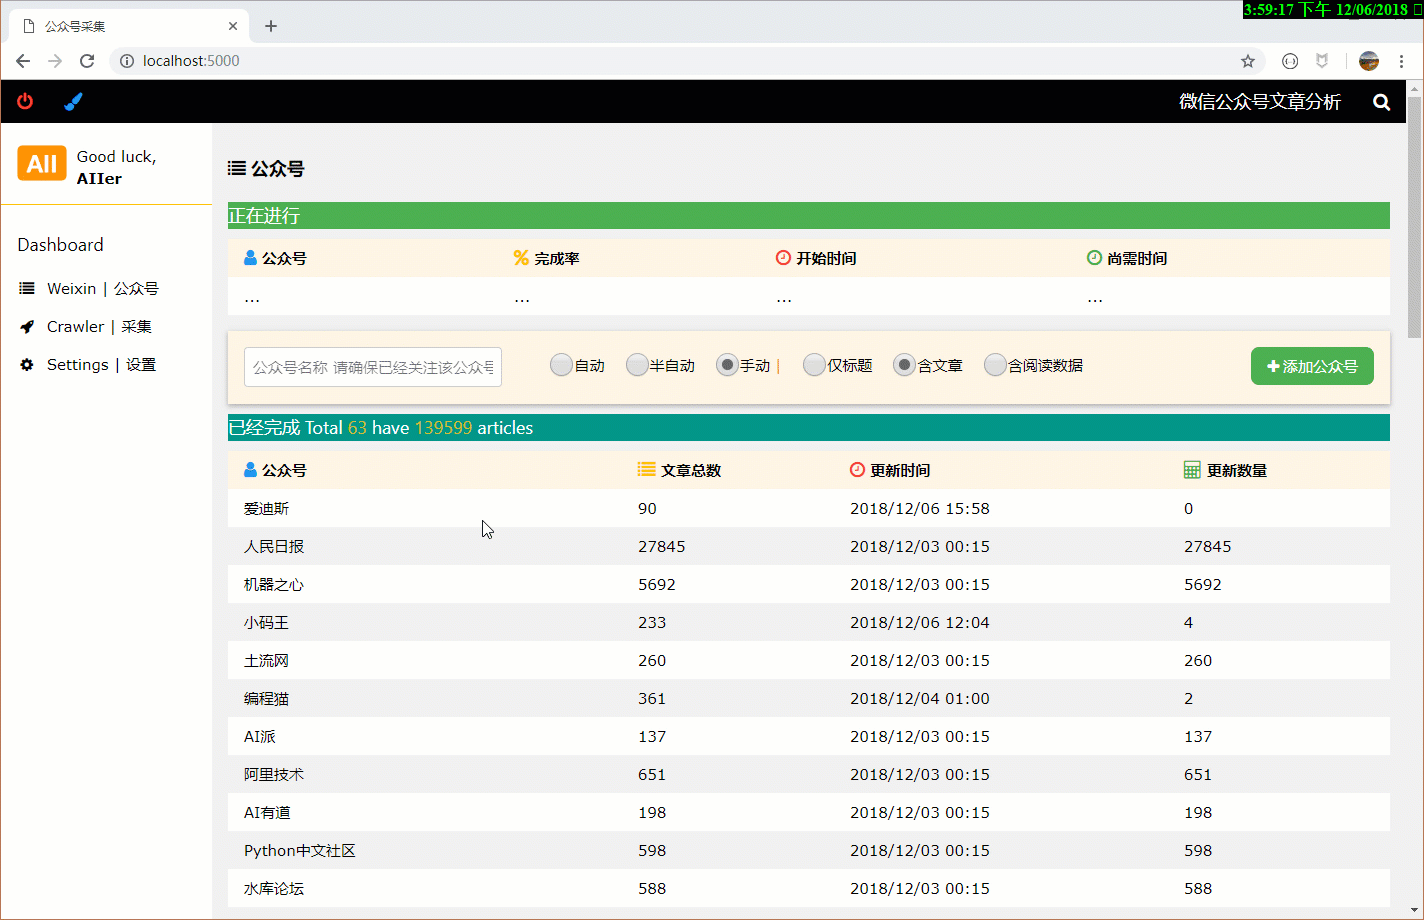 3:59:17 下午 12/06/2018
公众号采集
localhost:5000
微信公众号文章分析
AII
Good luck,
AIIer
Dashboard
Weixin | 公众号
Crawler | 采集
Settings | 设置
公众号
正在进行
公众号 完成率 开始时间 尚需时间
... ... ... ...
公众号名称 请确保已经关注该公众号 自动 半自动 手动 | 仅标题 含文章 含阅读数据 添加公众号
已经完成 Total 63 have 139599 articles
公众号 文章总数 更新时间 更新数量
爱迪斯 90 2018/12/06 15:58 0
人民日报 27845 2018/12/03 00:15 27845
机器之心 5692 2018/12/03 00:15 5692
小码王 233 2018/12/06 12:04 4
土流网 260 2018/12/03 00:15 260
编程猫 361 2018/12/04 01:00 2
AI派 137 2018/12/03 00:15 137
阿里技术 651 2018/12/03 00:15 651
AI有道 198 2018/12/03 00:15 198
Python中文社区 598 2018/12/03 00:15 598
水库论坛 588 2018/12/03 00:15 588